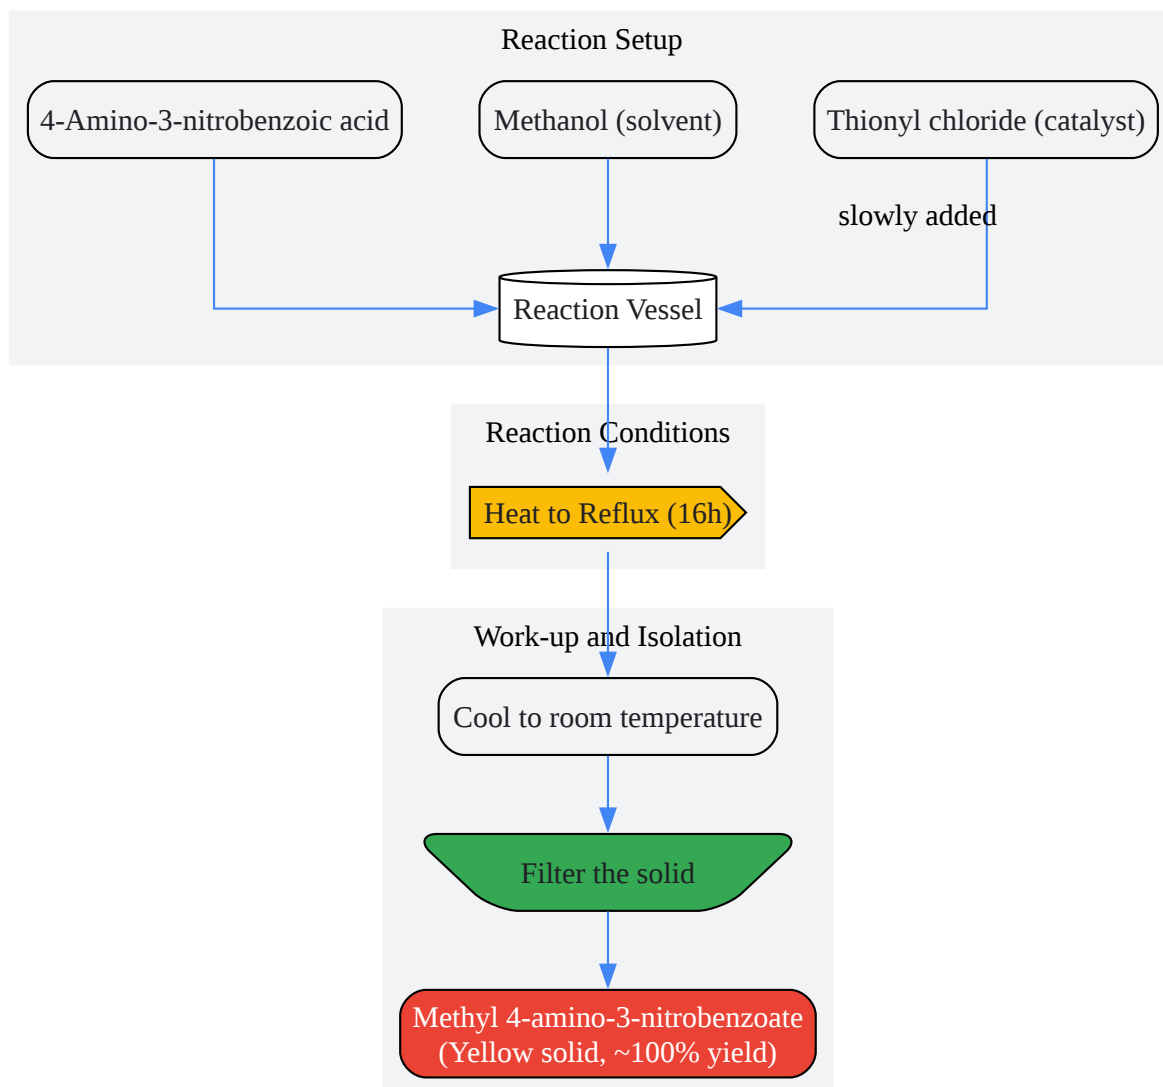 Reaction Setup
4-Amino-3-nitrobenzoic acid
Methanol (solvent)
Thionyl chloride (catalyst)
slowly added
Reaction Vessel
Reaction Conditions
Heat to Reflux (16h)
Work-up and Isolation
Cool to room temperature
Filter the solid
Methyl 4-amino-3-nitrobenzoate
(Yellow solid, ~100% yield)